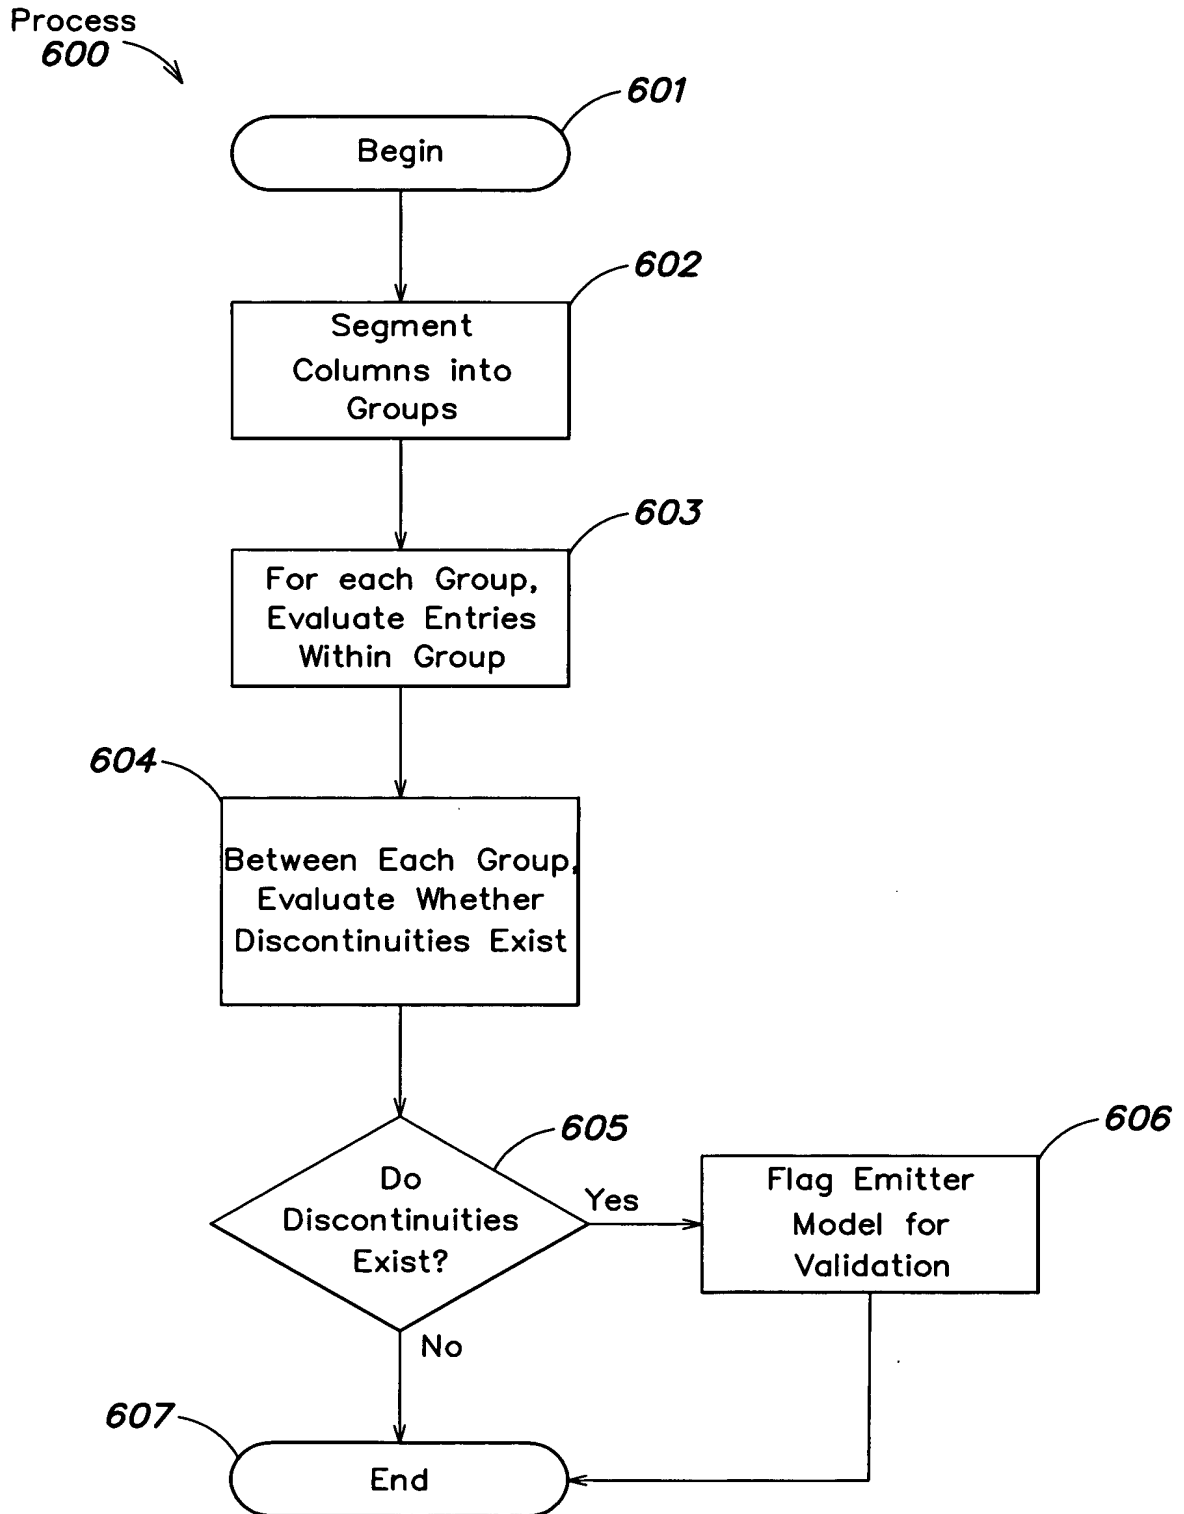 Process
600
601
Begin
602
Segment
Columns into
Groups
603
For each Group,
Evaluate Entries
Within Group
604
Between Each Group,
Evaluate Whether
Discontinuities Exist
605
Do
Discontinuities
Exist?
Yes
606
Flag Emitter
Model for
Validation
No
607
End